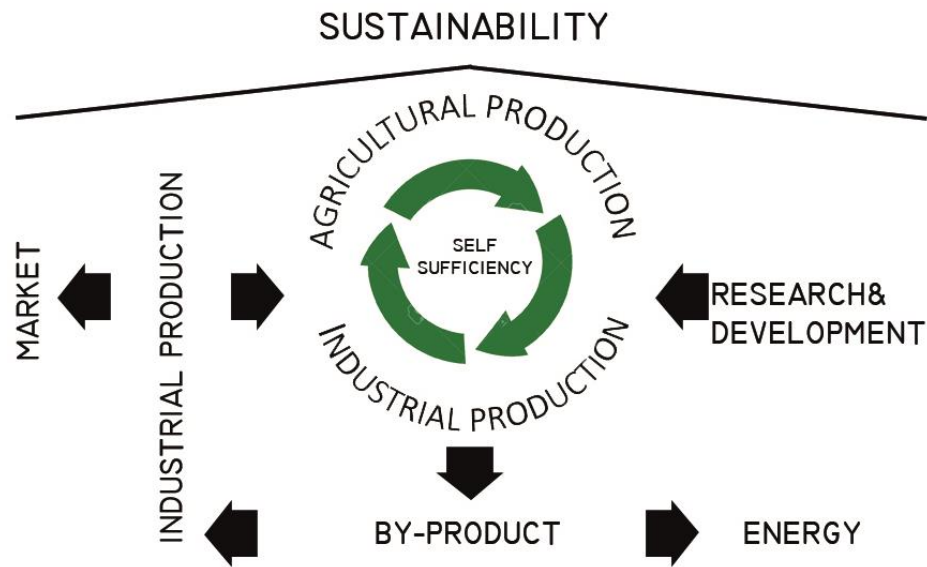 SUSTAINABILITY
AGRICULTURAL PRODUCTION
SELF
SUFFICIENCY
INDUSTRIAL PRODUCTION
MARKET
INDUSTRIAL PRODUCTION
RESEARCH&
DEVELOPMENT
BY-PRODUCT
ENERGY